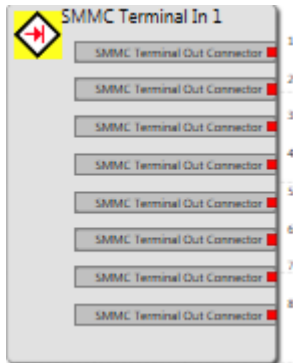 SMMC Terminal In 1
SMMC Terminal Out Connector 1
SMMC Terminal Out Connector 2
SMMC Terminal Out Connector 3
SMMC Terminal Out Connector 4
SMMC Terminal Out Connector 5
SMMC Terminal Out Connector 6
SMMC Terminal Out Connector 7
SMMC Terminal Out Connector 8